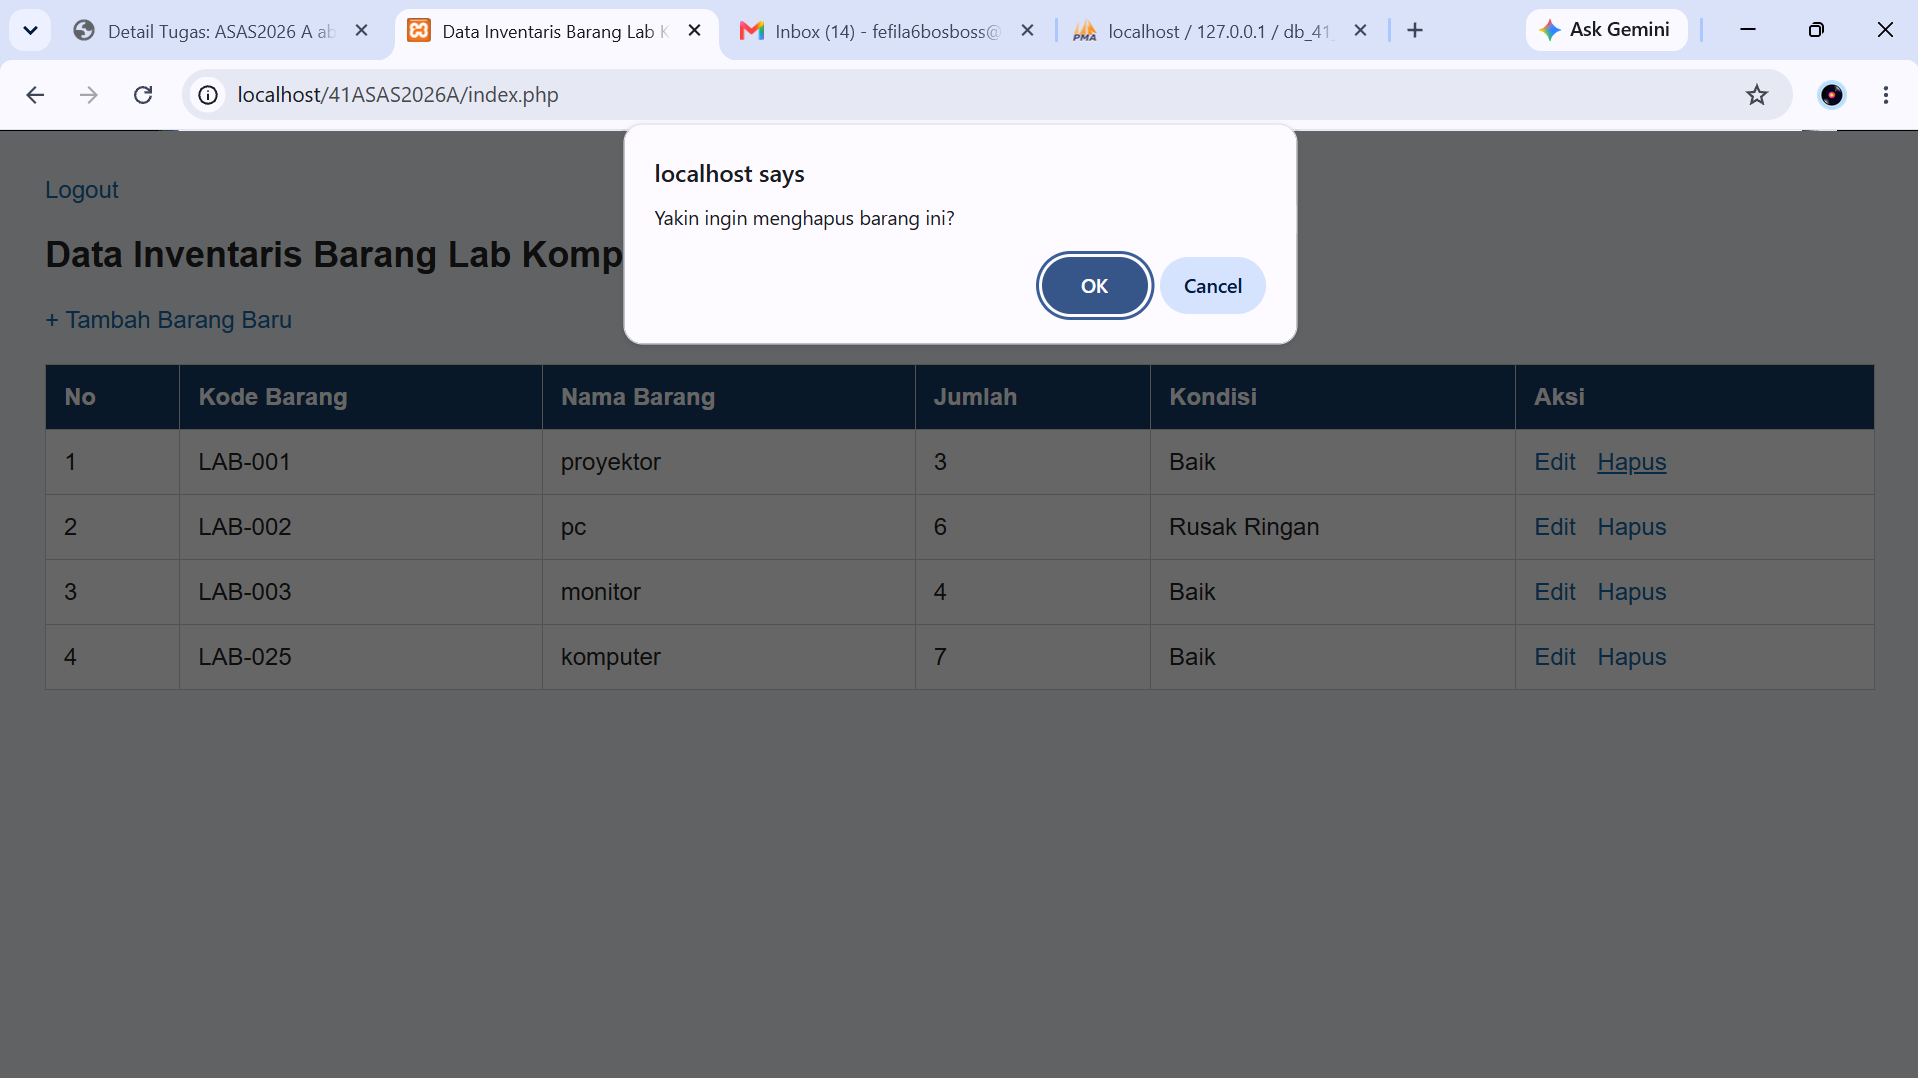 Detail Tugas: ASAS2026 A ab
Data Inventaris Barang Lab K
Inbox (14) - fefila6bosboss@
localhost / 127.0.0.1 / db_41
Ask Gemini
localhost/41ASAS2026A/index.php
localhost says
Yakin ingin menghapus barang ini?
OK Cancel
Logout
Data Inventaris Barang Lab Komp
+ Tambah Barang Baru
No Kode Barang Nama Barang Jumlah Kondisi Aksi
1 LAB-001 proyektor 3 Baik Edit Hapus
2 LAB-002 pc 6 Rusak Ringan Edit Hapus
3 LAB-003 monitor 4 Baik Edit Hapus
4 LAB-025 komputer 7 Baik Edit Hapus